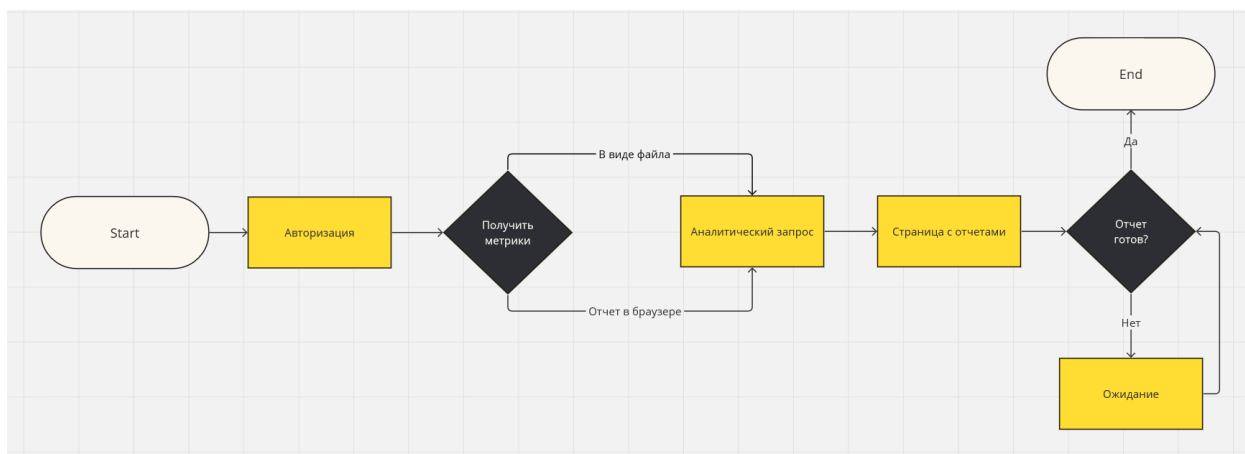 Start
Авторизация
Получить
метрики
В виде файла
Отчет в браузере
Аналитический запрос
Страница с отчетами
Отчет
готов?
Да
End
Нет
Ожидание